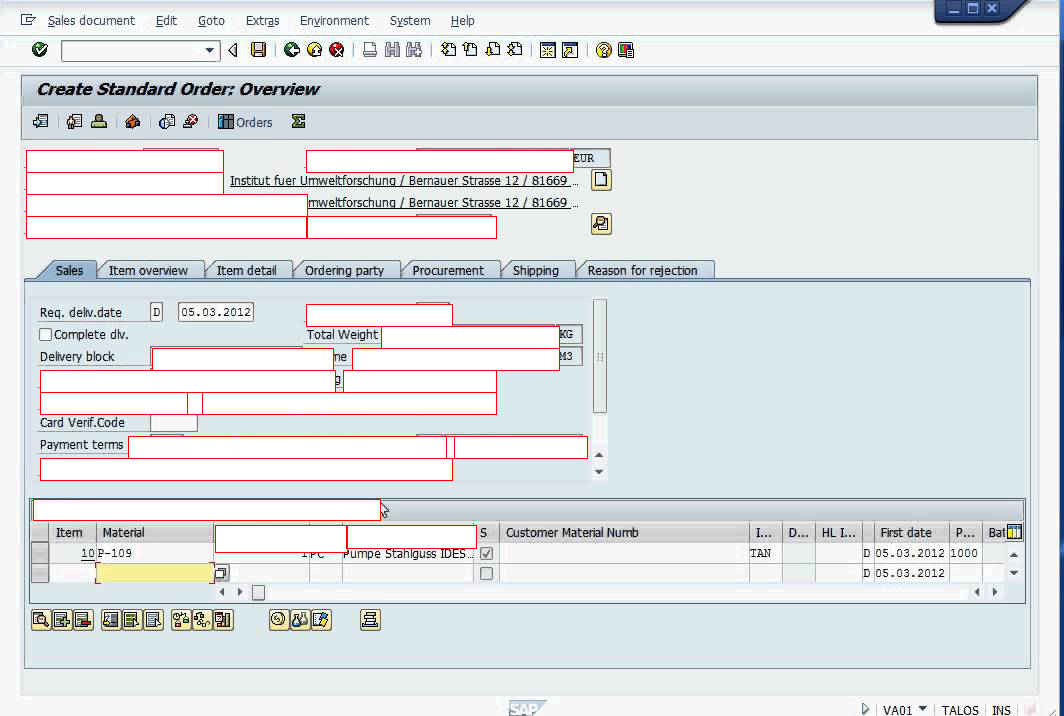 Sales document Edit Goto Extras Environment System Help
Create Standard Order: Overview
Orders
EUR
Institut fuer Umweltforschung / Bernauer Strasse 12 / 81669 ...
mweltforschung / Bernauer Strasse 12 / 81669 ...
Sales Item overview Item detail Ordering party Procurement Shipping Reason for rejection
Req. deliv.date D 05.03.2012
Complete dlv. Total Weight KG
Delivery block me M3
g
Card Verif.Code
Payment terms
Item Material S Customer Material Numb I... D... HL I... First date P... Bat
10 P-109 1 PC Pumpe Stahlguss IDES... TAN D 05.03.2012 1000
D 05.03.2012
SAP VA01 TALOS INS